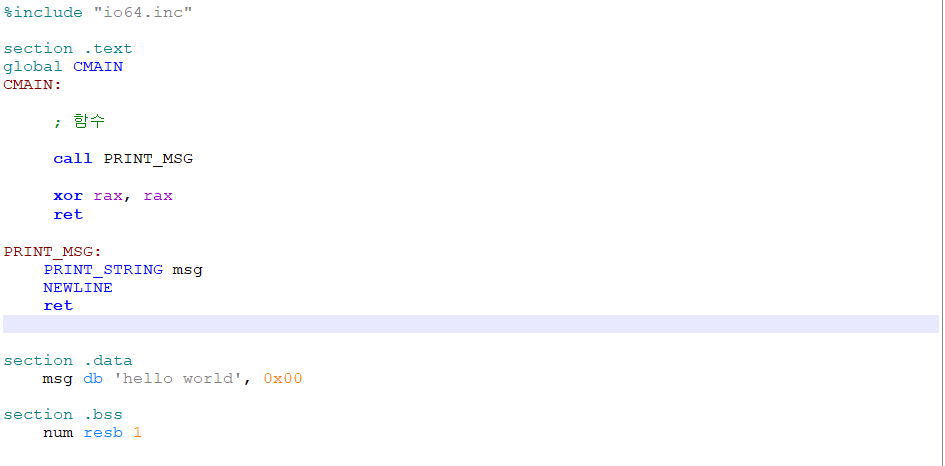 %include "io64.inc"
section .text
global CMAIN
CMAIN:
; 함수
call PRINT_MSG
xor rax, rax
ret
PRINT_MSG:
PRINT_STRING msg
NEWLINE
ret
section .data
msg db 'hello world', 0x00
section .bss
num resb 1